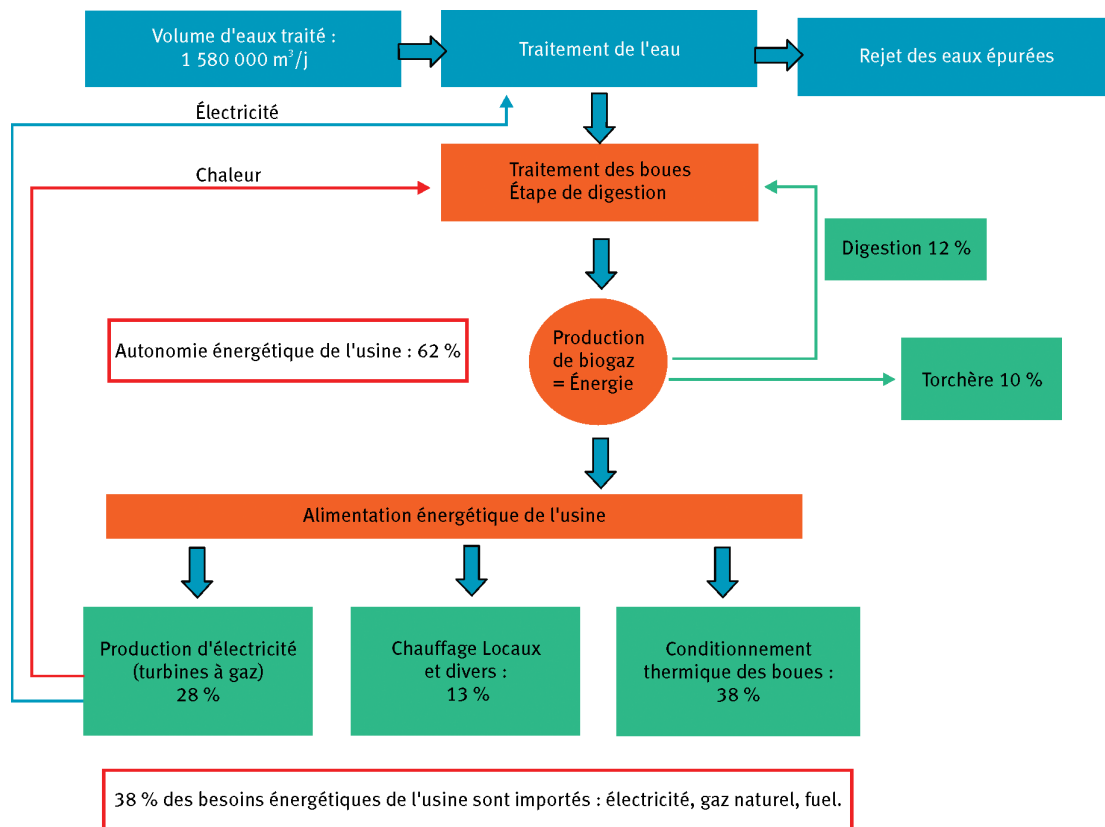 Volume d'eaux traité :
1 580 000 m³/j
Traitement de l'eau
Rejet des eaux épurées
Électricité
Chaleur
Traitement des boues
Étape de digestion
Digestion 12 %
Autonomie énergétique de l'usine : 62 %
Production
de biogaz
= Énergie
Torchère 10 %
Alimentation énergétique de l'usine
Production d'électricité
(turbines à gaz)
28 %
Chauffage Locaux
et divers :
13 %
Conditionnement
thermique des boues :
38 %
38 % des besoins énergétiques de l'usine sont importés : électricité, gaz naturel, fuel.